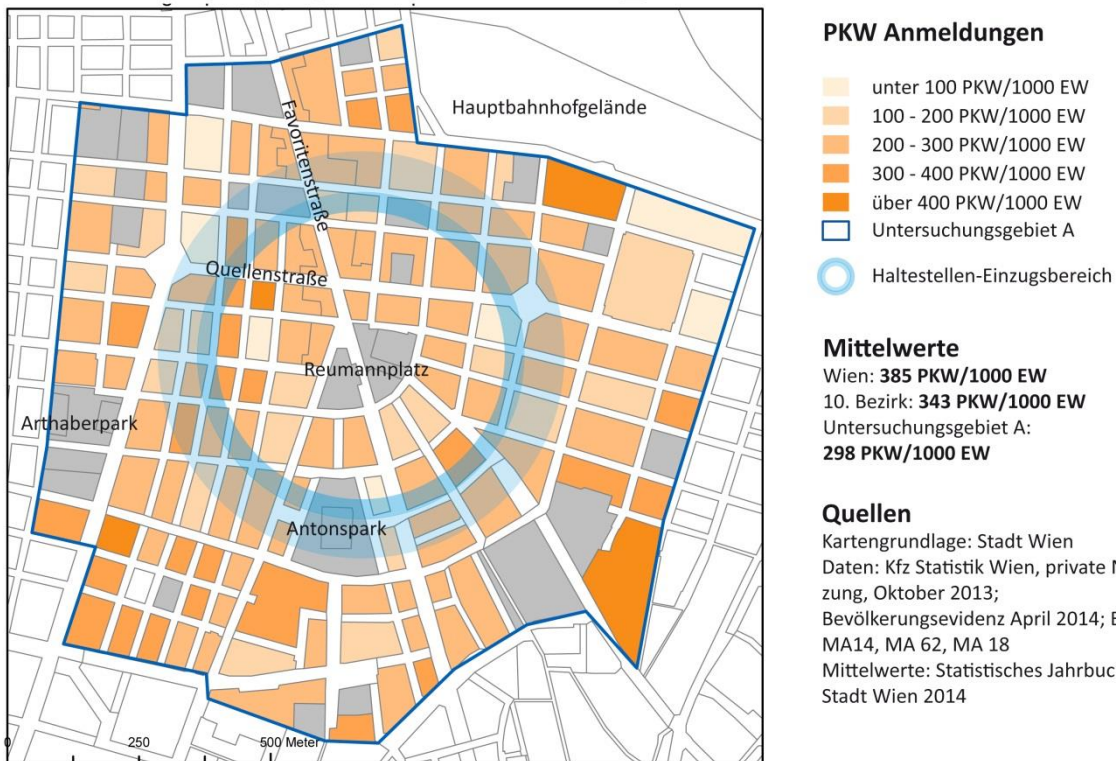 Hauptbahnhofgelände
Favoritenstraße
Quellenstraße
Reumannplatz
Arthaberpark
Antonspark
0 250 500 Meter
PKW Anmeldungen
unter 100 PKW/1000 EW
100 - 200 PKW/1000 EW
200 - 300 PKW/1000 EW
300 - 400 PKW/1000 EW
über 400 PKW/1000 EW
Untersuchungsgebiet A
Haltestellen-Einzugsbereich
Mittelwerte
Wien: 385 PKW/1000 EW
10. Bezirk: 343 PKW/1000 EW
Untersuchungsgebiet A:
298 PKW/1000 EW
Quellen
Kartengrundlage: Stadt Wien
Daten: Kfz Statistik Wien, private
zung, Oktober 2013;
Bevölkerungsevidenz April 2014;
MA14, MA 62, MA 18
Mittelwerte: Statistisches Jahrbuc
Stadt Wien 2014